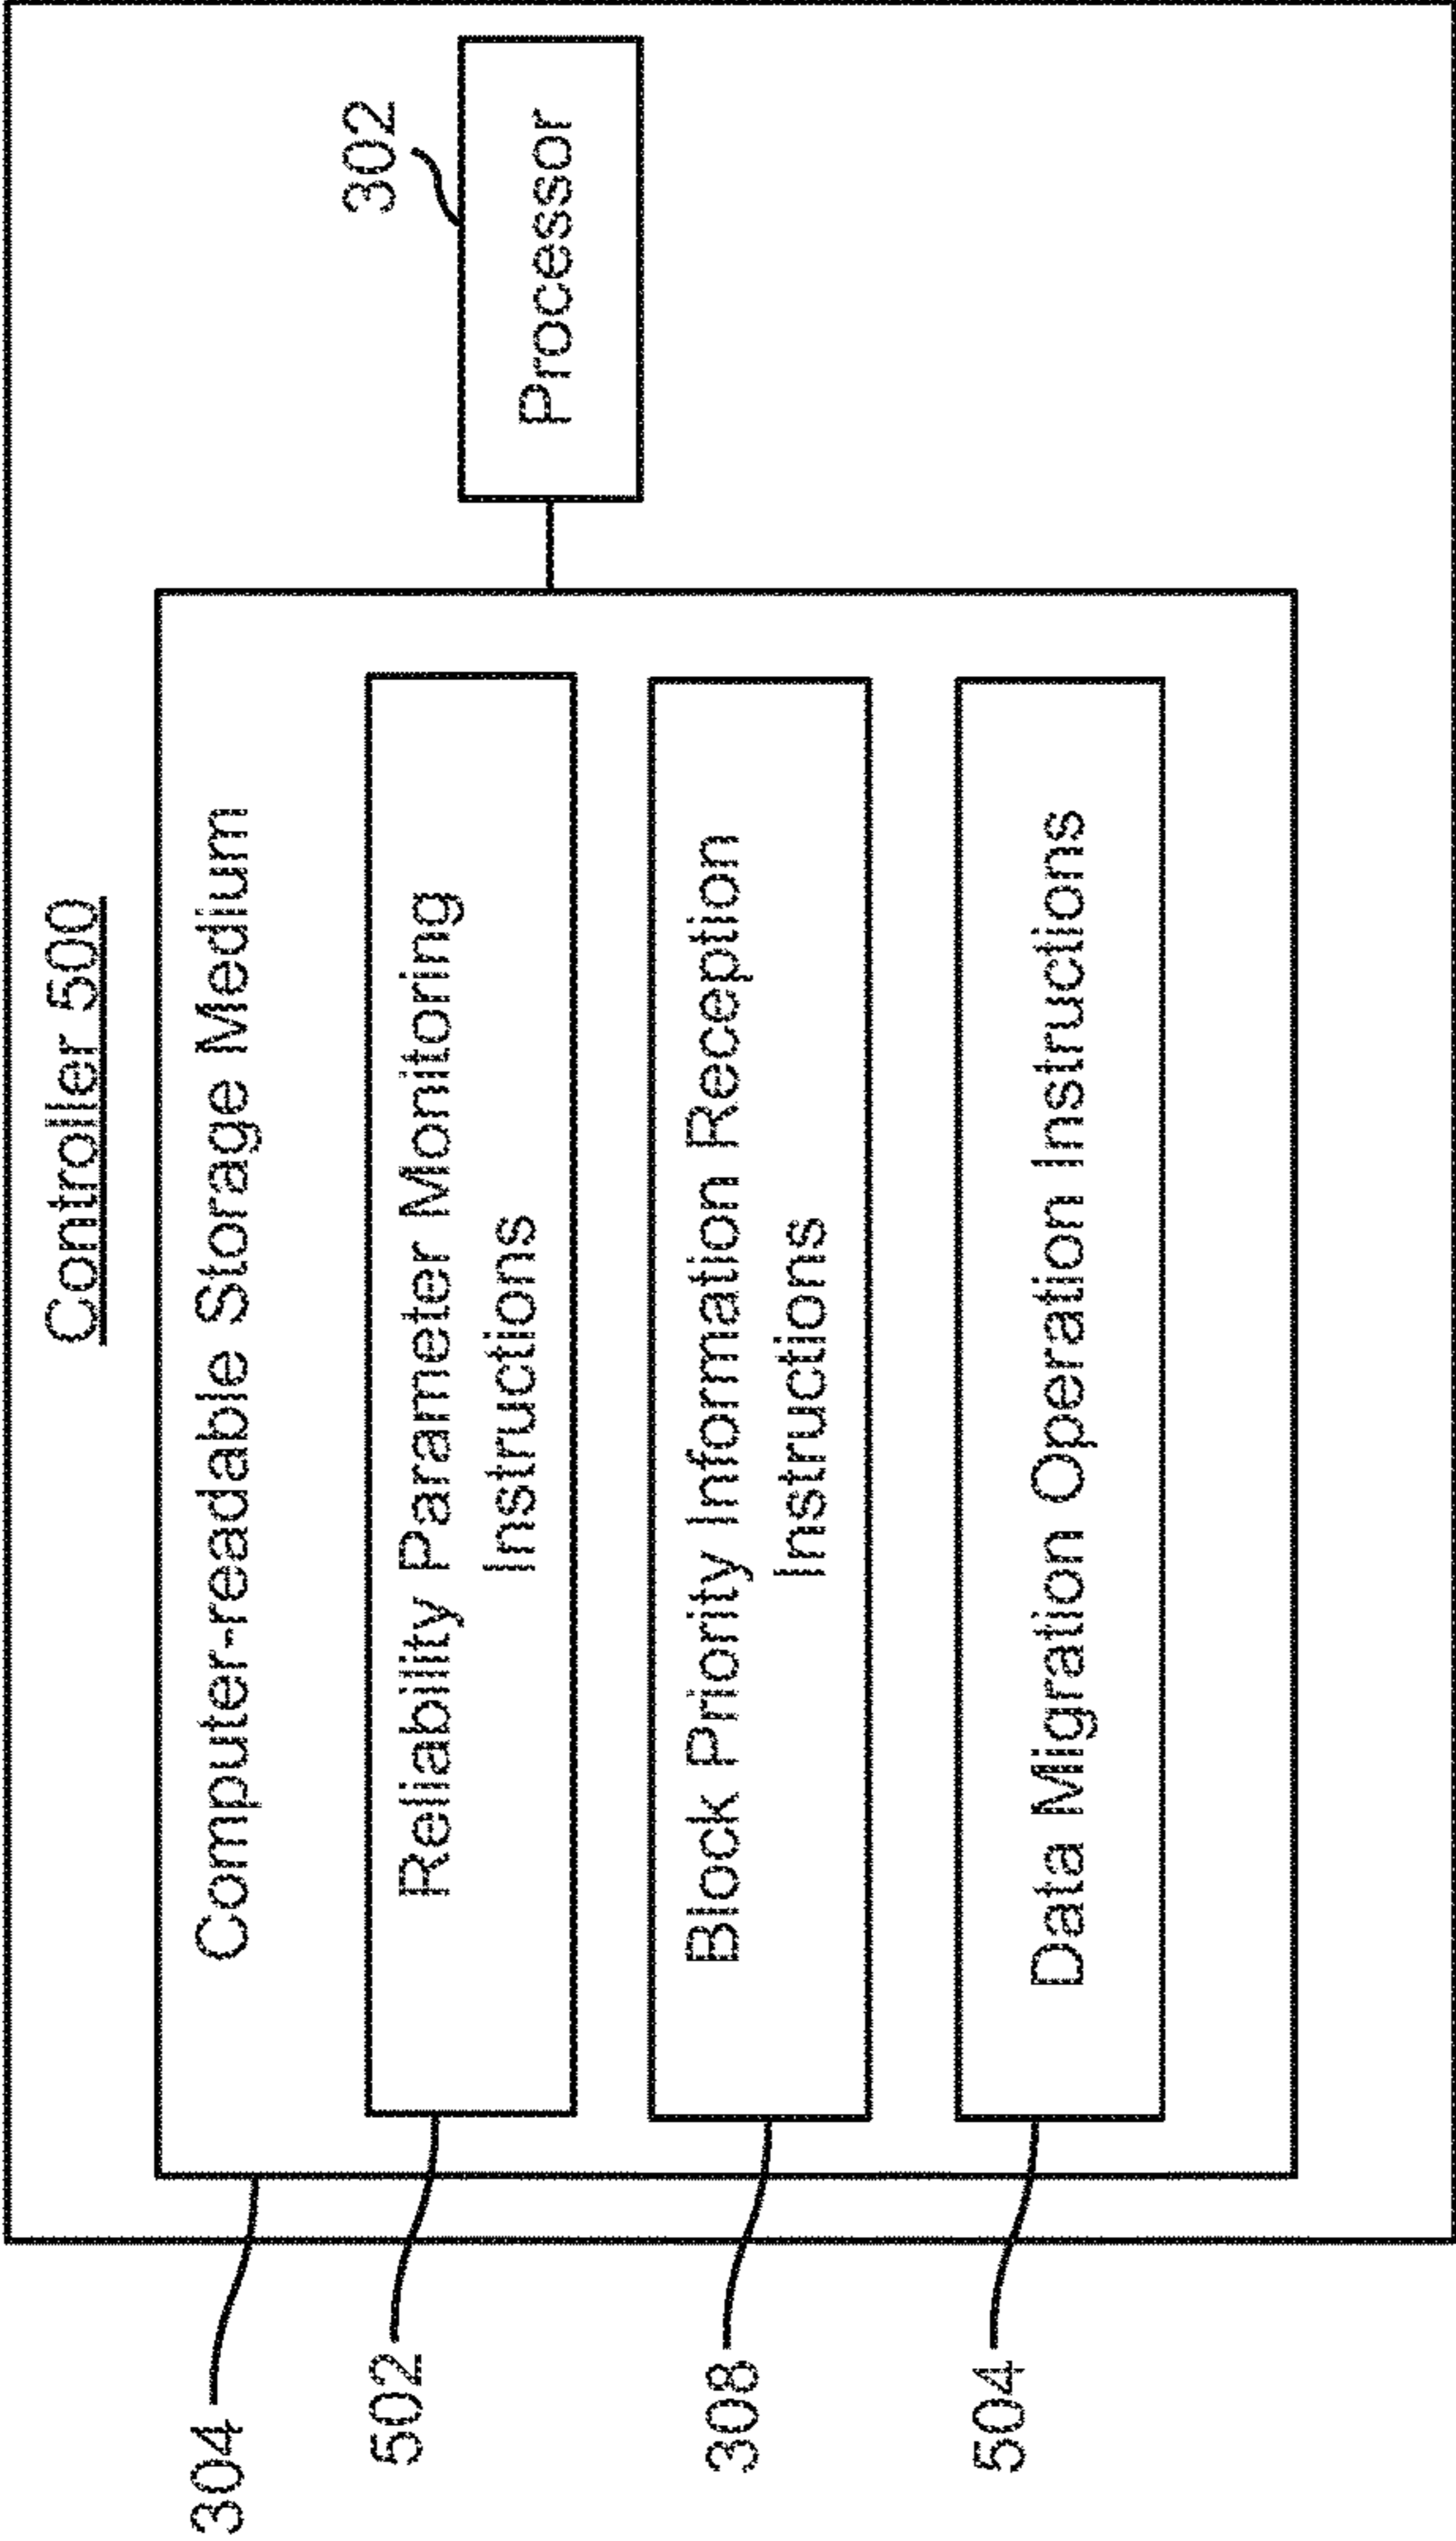 Controller 500
304
Computer-readable Storage Medium
502
Reliability Parameter Monitoring
Instructions
308
Block Priority Information Reception
Instructions
504
Data Migration Operation Instructions
302
Processor